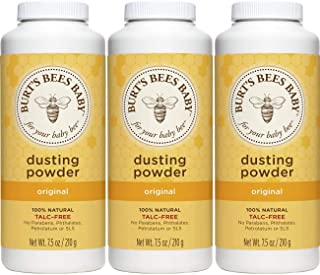 BURT'S BEES BABY
for your baby bee
dusting
powder
original
100% NATURAL
TALC-FREE
No Parabens, Phthalates,
Petrolatum or SLS
Net Wt. 7.5 oz / 210 g
BURT'S BEES BABY
for your baby bee
dusting
powder
original
100% NATURAL
TALC-FREE
No Parabens, Phthalates,
Petrolatum or SLS
Net Wt. 7.5 oz / 210 g
BURT'S BEES BABY
for your baby bee
dusting
powder
original
100% NATURAL
TALC-FREE
No Parabens, Phthalates,
Petrolatum or SLS
Net Wt. 7.5 oz / 210 g